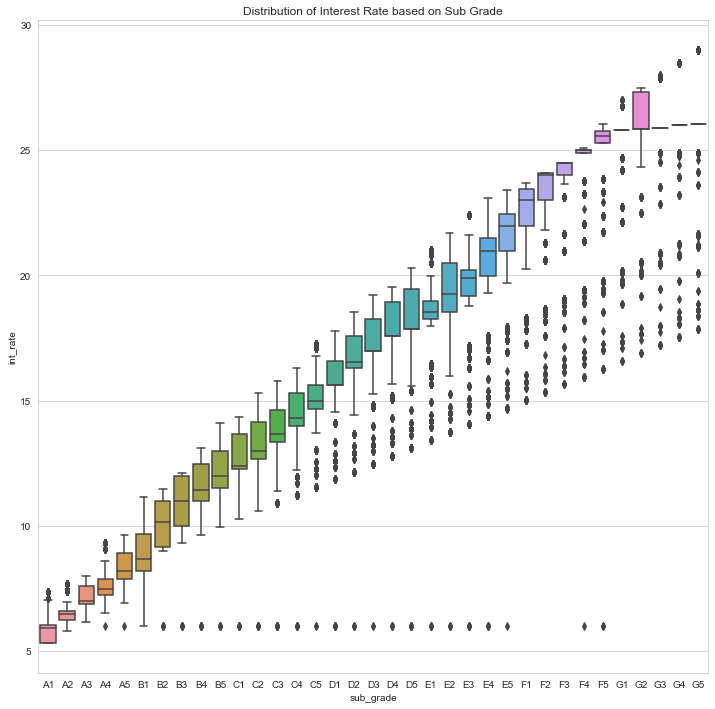 Distribution of Interest Rate based on Sub Grade
30
25
20
15
10
5
int_rate
A1 A2 A3 A4 A5 B1 B2 B3 B4 B5 C1 C2 C3 C4 C5 D1 D2 D3 D4 D5 E1 E2 E3 E4 E5 F1 F2 F3 F4 F5 G1 G2 G3 G4 G5
sub_grade